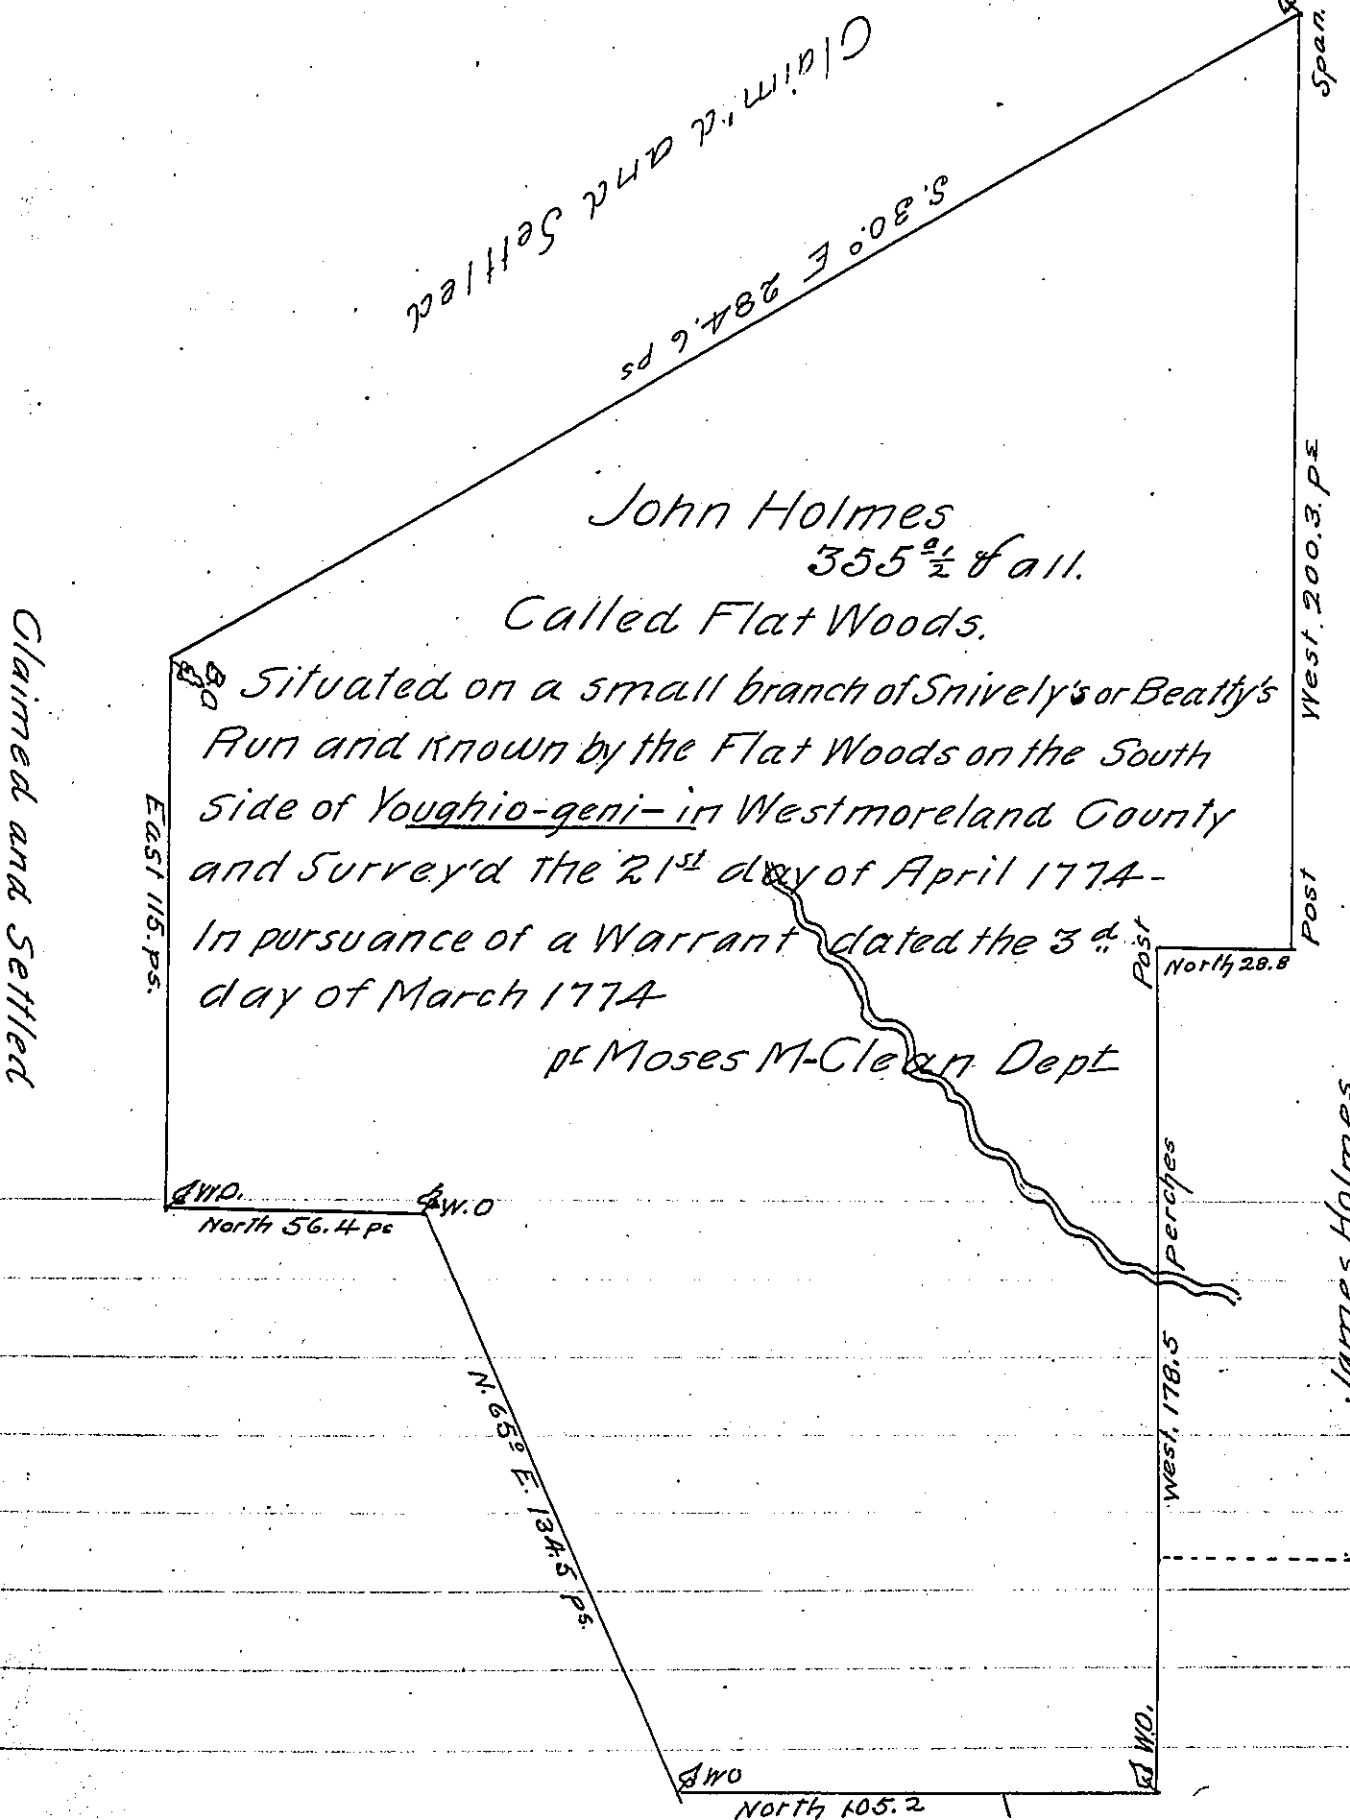 Claim'd and Settled
S. 30.° E 284.6 ps
Span.
West. 200.3. ps
John Holmes
355 a ½ & all.
Called Flat Woods.
B.O Situated on a small branch of Snively's or Beatty's
Run and known by the Flat Woods on the South
Side of Youghio-geni-in Westmoreland County
and Survey'd the 21st day of April 1774-
In pursuance of a Warrant dated the 3d
day of March 1774
pr Moses M-Clean Dept
Claimed and Settled
East 115. ps.
Post
Post
North 28.8
James Holmes
W.O.
North 56.4 ps
W.O
perches
West. 178.5
N. 65° E. 134.5 ps.
WO
W.O.
North 105.2